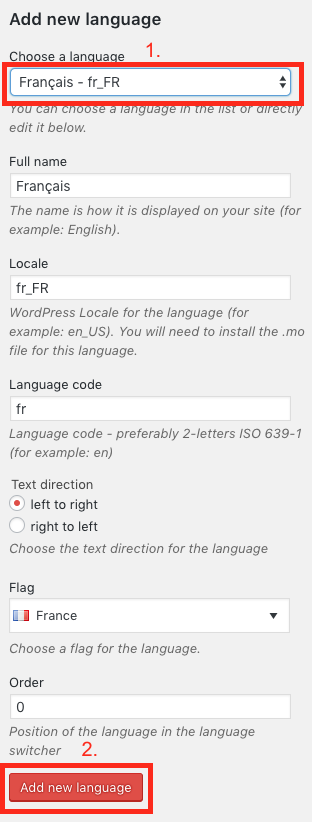 Add new language
Choose a language 1.
Français - fr_FR
You can choose a language in the list or directly
edit it below.
Full name
Français
The name is how it is displayed on your site (for
example: English).
Locale
fr_FR
WordPress Locale for the language (for
example: en_US). You will need to install the .mo
file for this language.
Language code
fr
Language code - preferably 2-letters ISO 639-1
(for example: en)
Text direction
left to right
right to left
Choose the text direction for the language
Flag
France
Choose a flag for the language.
Order
0
Position of the language in the language
switcher 2.
Add new language